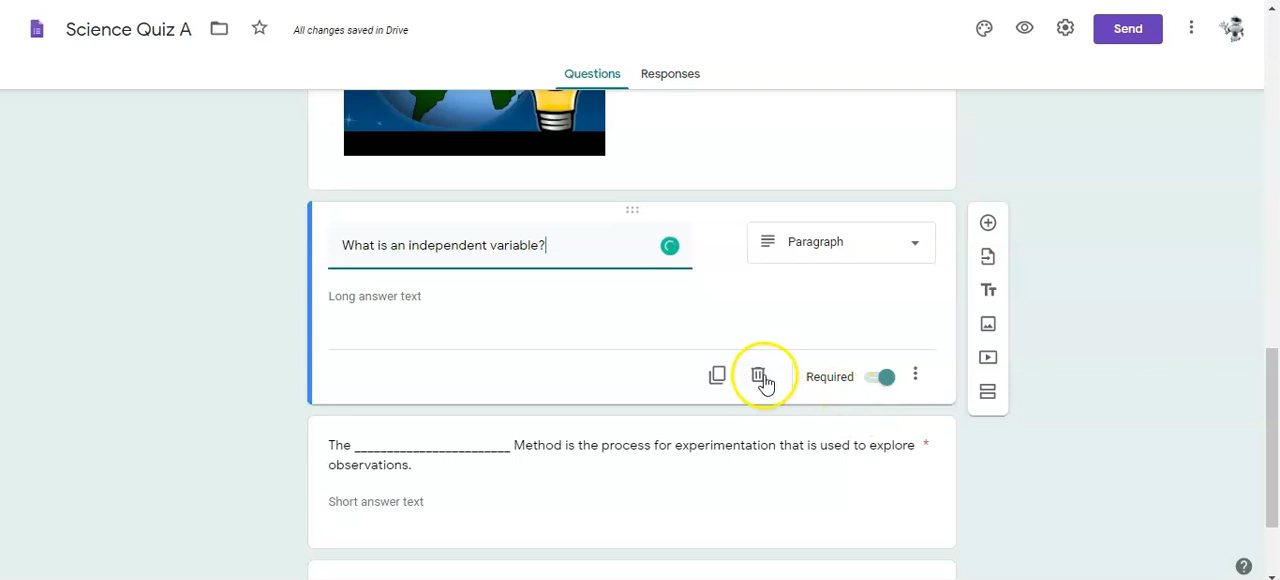 Science Quiz A
All changes saved in Drive
Send
Questions
Responses
What is an independent variable?
Paragraph
Long answer text
Required
The ________________________ Method is the process for experimentation that is used to explore *
observations.
Short answer text